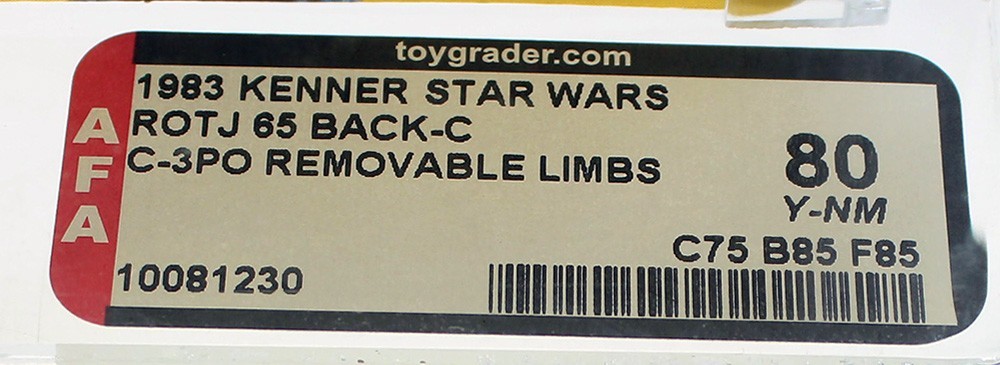 toygrader.com
AFA
1983 KENNER STAR WARS
ROTJ 65 BACK-C
C-3PO REMOVABLE LIMBS
80
Y-NM
C75 B85 F85
10081230